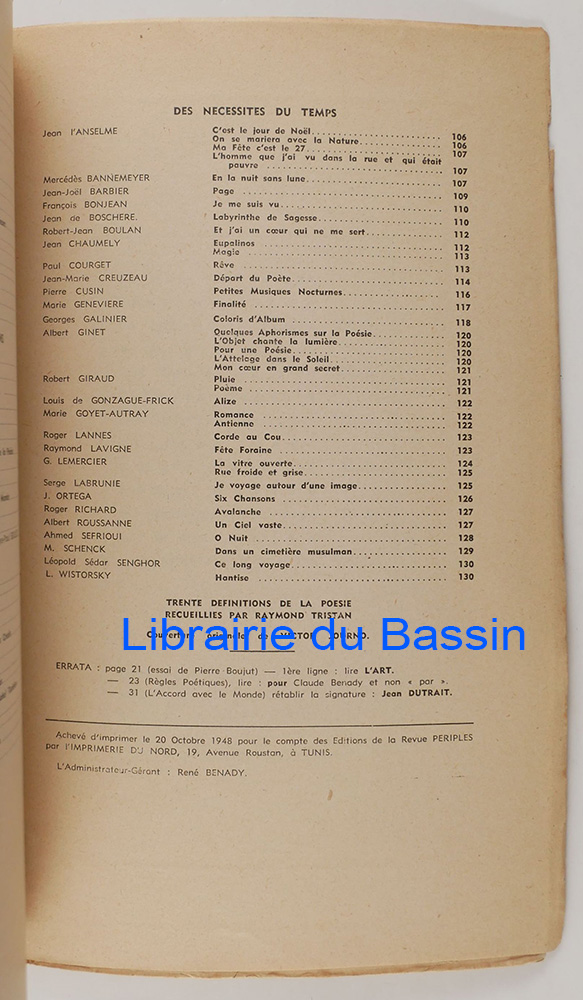 DES NECESSITES DU TEMPS
Jean l'ANSELME C'est le jour de Noël 106
On se mariera avec la Nature 106
Ma Fête c'est le 27 107
L'homme que j'ai vu dans la rue et qui était
pauvre 107
Mercédès BANNEMEYER En la nuit sans lune 107
Jean-Joël BARBIER Page 109
François BONJEAN Je me suis vu 110
Jean de BOSCHERE. Labyrinthe de Sagesse 110
Robert-Jean BOULAN Et j'ai un cœur qui ne me sert 112
Jean CHAUMELY Eupalinos 112
Magie 113
Paul COURGET Rêve 113
Jean-Marie CREUZEAU Départ du Poète 114
Pierre CUSIN Petites Musiques Nocturnes 116
Marie GENEVIERE Finalité 117
Georges GALINIER Coloris d'Album 118
Albert GINET Quelques Aphorismes sur la Poésie 120
L'Objet chante la lumière 120
Pour une Poésie 120
L'Attelage dans le Soleil 120
Mon cœur en grand secret 121
Robert GIRAUD Pluie 121
Poème 121
Louis de GONZAGUE-FRICK Alize 122
Marie GOYET-AUTRAY Romance 122
Antienne 122
Roger LANNES Corde au Cou 123
Raymond LAVIGNE Fête Foraine 123
G. LEMERCIER La vitre ouverte 124
Rue froide et grise 125
Serge LABRUNIE Je voyage autour d'une image 125
J. ORTEGA Six Chansons 126
Roger RICHARD Avalanche 127
Albert ROUSSANNE Un Ciel vaste 127
Ahmed SEFRIOUI O Nuit 128
M. SCHENCK Dans un cimetière musulman 129
Léopold Sédar SENGHOR Ce long voyage 130
L. WISTORSKY Hantise 130
TRENTE DEFINITIONS DE LA POESIE
RECUEILLIES PAR RAYMOND TRISTAN
Couverture originale de VICTOR
Librairie du Bassin
ERRATA : page 21 (essai de Pierre Boujut) — 1ère ligne : lire L'ART.
— 23 (Règles Poétiques), lire : pour Claude Benady et non « par ».
— 31 (L'Accord avec le Monde) rétablir la signature : Jean DUTRAIT.
Achevé d'imprimer le 20 Octobre 1948 pour le compte des Editions de la Revue PERIPLES
par l'IMPRIMERIE DU NORD, 19, Avenue Roustan, à TUNIS.
L'Administrateur-Gérant : René BENADY.